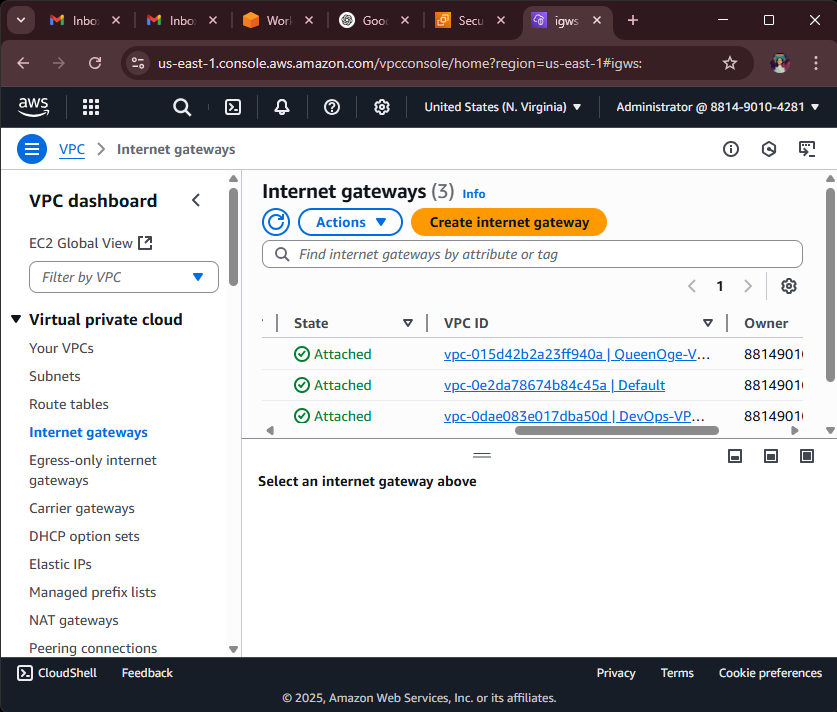 Inbo
Inbo
Work
Goo
Secu
igws
us-east-1.console.aws.amazon.com/vpcconsole/home?region=us-east-1#igws:
aws
United States (N. Virginia)
Administrator @ 8814-9010-4281
VPC
Internet gateways
VPC dashboard
EC2 Global View
Filter by VPC
Virtual private cloud
Your VPCs
Subnets
Route tables
Internet gateways
Egress-only internet
gateways
Carrier gateways
DHCP option sets
Elastic IPs
Managed prefix lists
NAT gateways
Peering connections
Internet gateways (3) Info
Actions
Create internet gateway
Find internet gateways by attribute or tag
1
State VPC ID Owner
Attached vpc-015d42b2a23ff940a | QueenOge-V... 8814901
Attached vpc-0e2da78674b84c45a | Default 8814901
Attached vpc-0dae083e017dba50d | DevOps-VP... 8814901
Select an internet gateway above
CloudShell Feedback Privacy Terms Cookie preferences
© 2025, Amazon Web Services, Inc. or its affiliates.